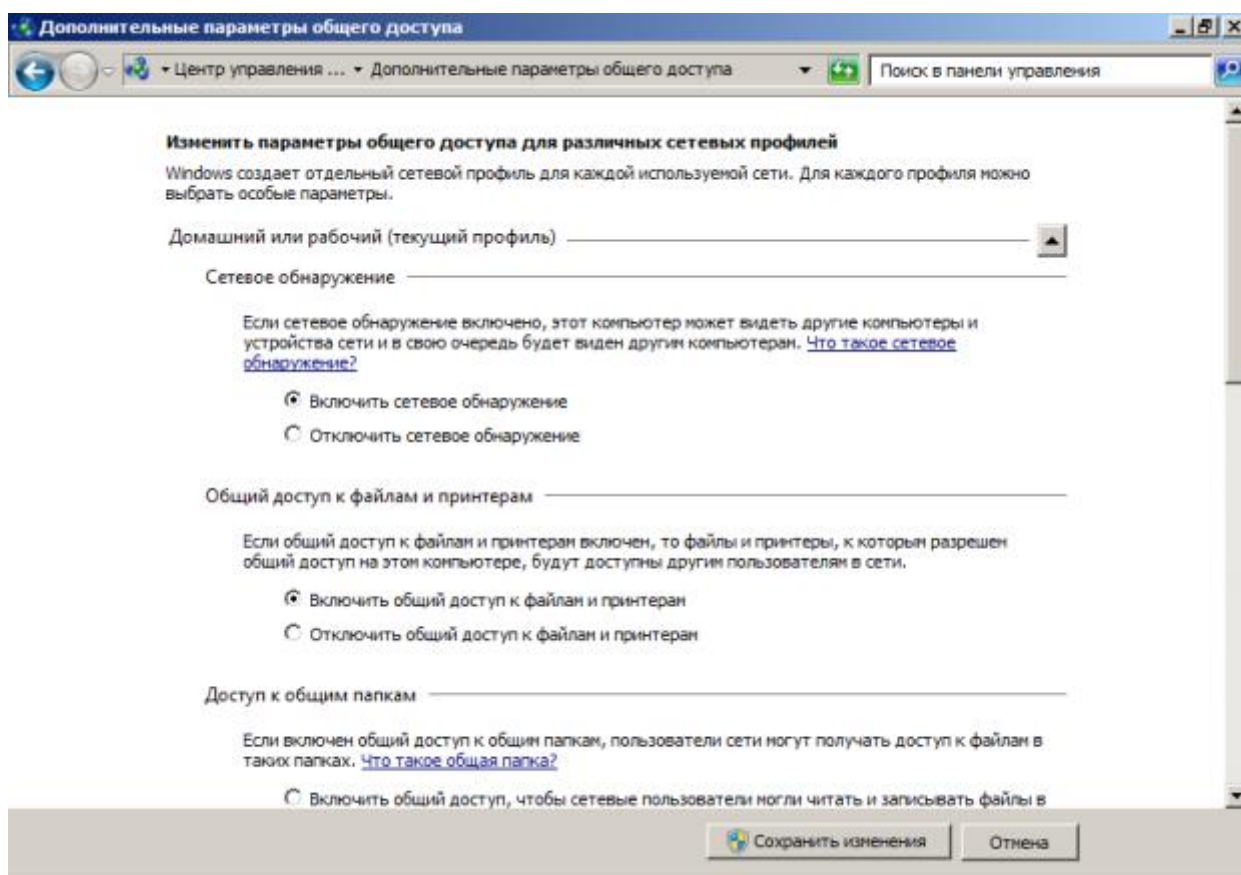 Дополнительные параметры общего доступа
Центр управления ... Дополнительные параметры общего доступа Поиск в панели управления
Изменить параметры общего доступа для различных сетевых профилей
Windows создает отдельный сетевой профиль для каждой используемой сети. Для каждого профиля можно
выбрать особые параметры.
Домашний или рабочий (текущий профиль)
Сетевое обнаружение
Если сетевое обнаружение включено, этот компьютер может видеть другие компьютеры и
устройства сети и в свою очередь будет виден другим компьютерам. Что такое сетевое
обнаружение?
Включить сетевое обнаружение
Отключить сетевое обнаружение
Общий доступ к файлам и принтерам
Если общий доступ к файлам и принтерам включен, то файлы и принтеры, к которым разрешен
общий доступ на этом компьютере, будут доступны другим пользователям в сети.
Включить общий доступ к файлам и принтерам
Отключить общий доступ к файлам и принтерам
Доступ к общим папкам
Если включен общий доступ к общим папкам, пользователи сети могут получать доступ к файлам в
таких папках. Что такое общая папка?
Включить общий доступ, чтобы сетевые пользователи могли читать и записывать файлы в
Сохранить изменения Отмена